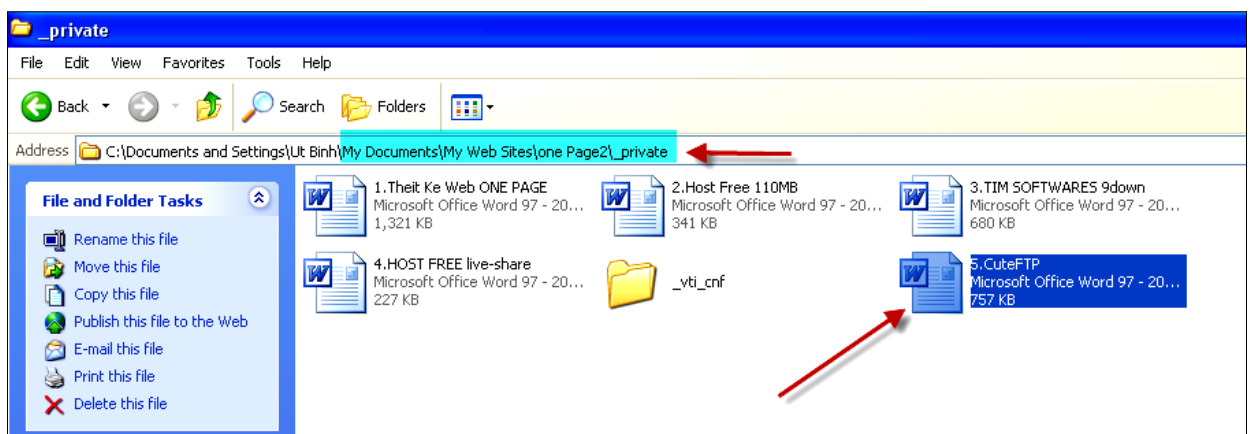 _private
File Edit View Favorites Tools Help
Back Search Folders
Address C:\Documents and Settings\Ut Binh\My Documents\My Web Sites\one Page2\_private
File and Folder Tasks
Rename this file
Move this file
Copy this file
Publish this file to the Web
E-mail this file
Print this file
Delete this file
1.Theit Ke Web ONE PAGE
Microsoft Office Word 97 - 20...
1,321 KB
2.Host Free 110MB
Microsoft Office Word 97 - 20...
341 KB
3.TIM SOFTWARES 9down
Microsoft Office Word 97 - 20...
680 KB
4.HOST FREE live-share
Microsoft Office Word 97 - 20...
227 KB
_vti_cnf
5.CuteFTP
Microsoft Office Word 97 - 20...
757 KB